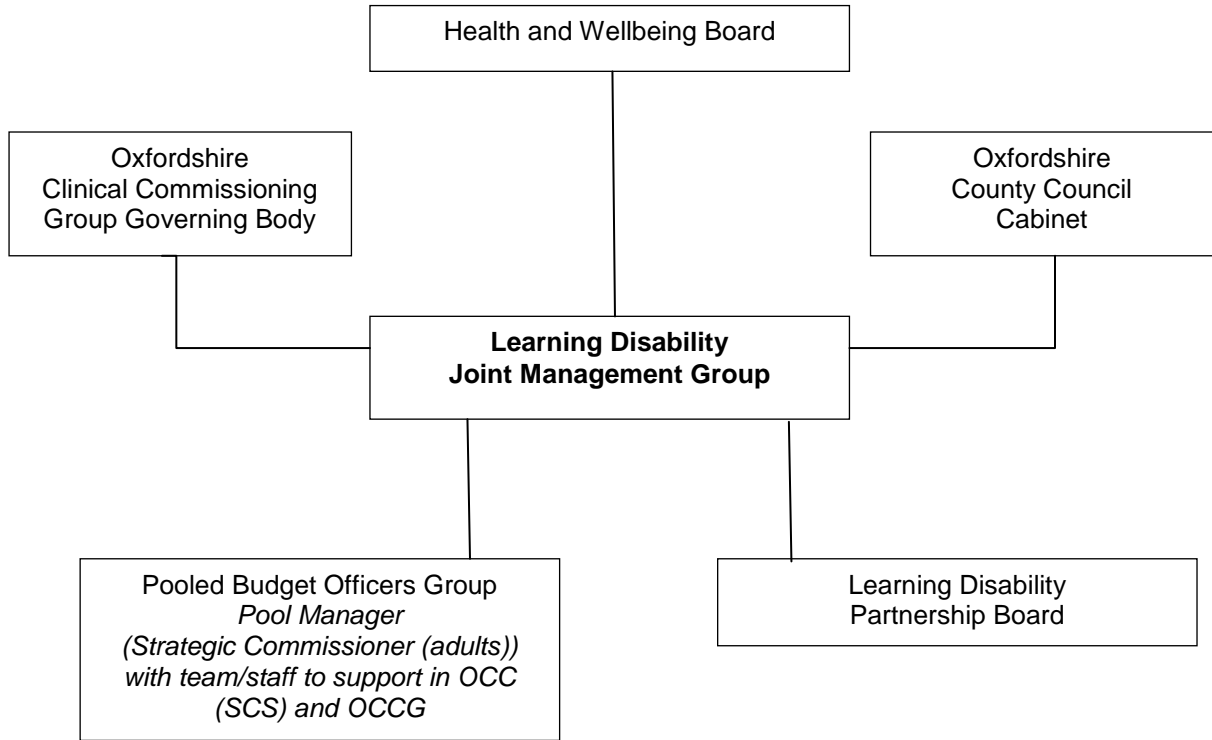 Health and Wellbeing Board
Oxfordshire
Clinical Commissioning
Group Governing Body
Oxfordshire
County Council
Cabinet
Learning Disability
Joint Management Group
Pooled Budget Officers Group
Pool Manager
(Strategic Commissioner (adults))
with team/staff to support in OCC
(SCS) and OCCG
Learning Disability
Partnership Board